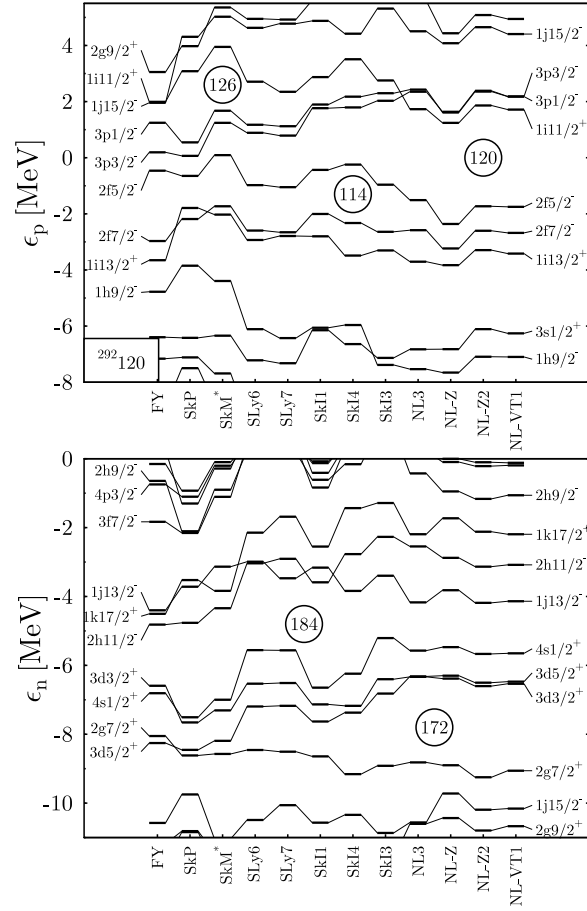 ϵp [MeV]
4
2
0
-2
-4
-6
-8
2g9/2-
1i11/2+
1j15/2-
3p1/2-
3p3/2-
2f5/2-
2f7/2-
1i13/2+
1h9/2-
292 120
126
114
120
1j15/2-
3p3/2-
3p1/2-
1i11/2+
2f5/2-
2f7/2-
1i13/2+
3s1/2+
1h9/2-
FY SkP SkM* SLy6 SLy7 SkI1 SkI4 SkI3 NL3 NL-Z NL-Z2 NL-VT1
ϵn [MeV]
0
-2
-4
-6
-8
-10
2h9/2-
4p3/2-
3f7/2-
1j13/2-
1k17/2+
2h11/2-
3d3/2+
4s1/2+
2g7/2+
3d5/2+
184
172
2h9/2-
1k17/2+
2h11/2-
1j13/2-
4s1/2+
3d5/2+
3d3/2+
2g7/2+
1j15/2-
2g9/2+
FY SkP SkM* SLy6 SLy7 SkI1 SkI4 SkI3 NL3 NL-Z NL-Z2 NL-VT1